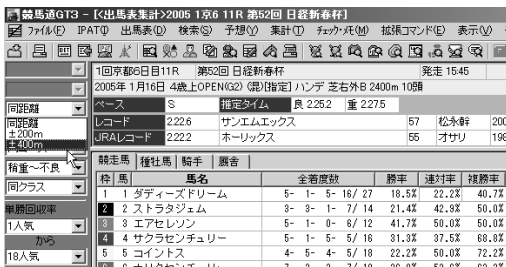 競馬道GT3 - [<出馬表集計>2005 1京6 11R 第52回 日経新春杯]
ファイル(F) IPAT(I) 出馬表(D) 検索(S) 予想(Y) 集計(T) チェック・メモ(M) 拡張コマンド(E) 表示(V)
1回京都6日目11R 第52回 日経新春杯 発走 15:45
2005年 1月16日 4歳上OPEN(G2) (混)[指定] ハンデ 芝右外B 2400m 10頭
ペース S 推定タイム 良 2:25.2 重 2:27.5
レコード 2:22.6 サンエムエックス 57 松永幹 200
JRAレコード 2:22.2 ホーリックス 55 オサリ 198
同距離
同距離
±200m
±400m
稍重～不良
同クラス
単勝回収率
1人気
から
18人気
競走馬 種牡馬 騎手 厩舎
枠 馬 馬名 全着度数 勝率 連対率 複勝率
1 1 ダディーズドリーム 5- 1- 5- 16/ 27 18.5% 22.2% 40.7%
2 2 ストラタジェム 3- 3- 1- 7/ 14 21.4% 42.9% 50.0%
3 3 エアセレソン 5- 1- 0- 6/ 12 41.7% 50.0% 50.0%
4 4 サクラセンチュリー 5- 1- 5- 5/ 16 31.3% 37.5% 68.8%
5 5 コイントス 4- 5- 4- 5/ 18 22.2% 50.0% 72.2%